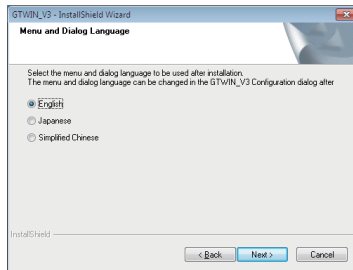 GTWIN_V3 - InstallShield Wizard
Menu and Dialog Language
Select the menu and dialog language to be used after installation.
The menu and dialog language can be changed in the GTWIN_V3 Configuration dialog after
English
Japanese
Simplified Chinese
InstallShield
< Back Next > Cancel